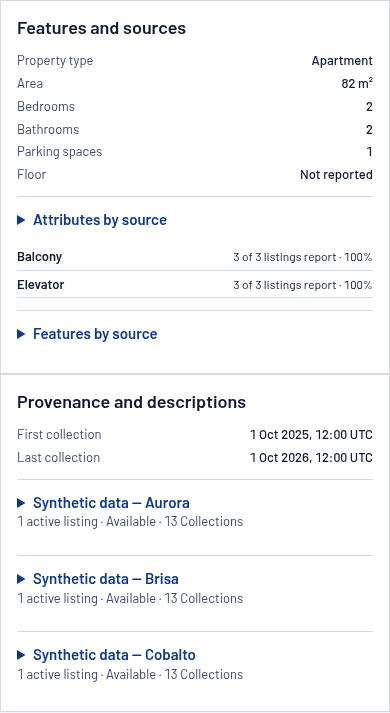 Features and sources
Property type Apartment
Area 82 m²
Bedrooms 2
Bathrooms 2
Parking spaces 1
Floor Not reported
Attributes by source
Balcony 3 of 3 listings report · 100%
Elevator 3 of 3 listings report · 100%
Features by source
Provenance and descriptions
First collection 1 Oct 2025, 12:00 UTC
Last collection 1 Oct 2026, 12:00 UTC
Synthetic data — Aurora
1 active listing · Available · 13 Collections
Synthetic data — Brisa
1 active listing · Available · 13 Collections
Synthetic data — Cobalto
1 active listing · Available · 13 Collections